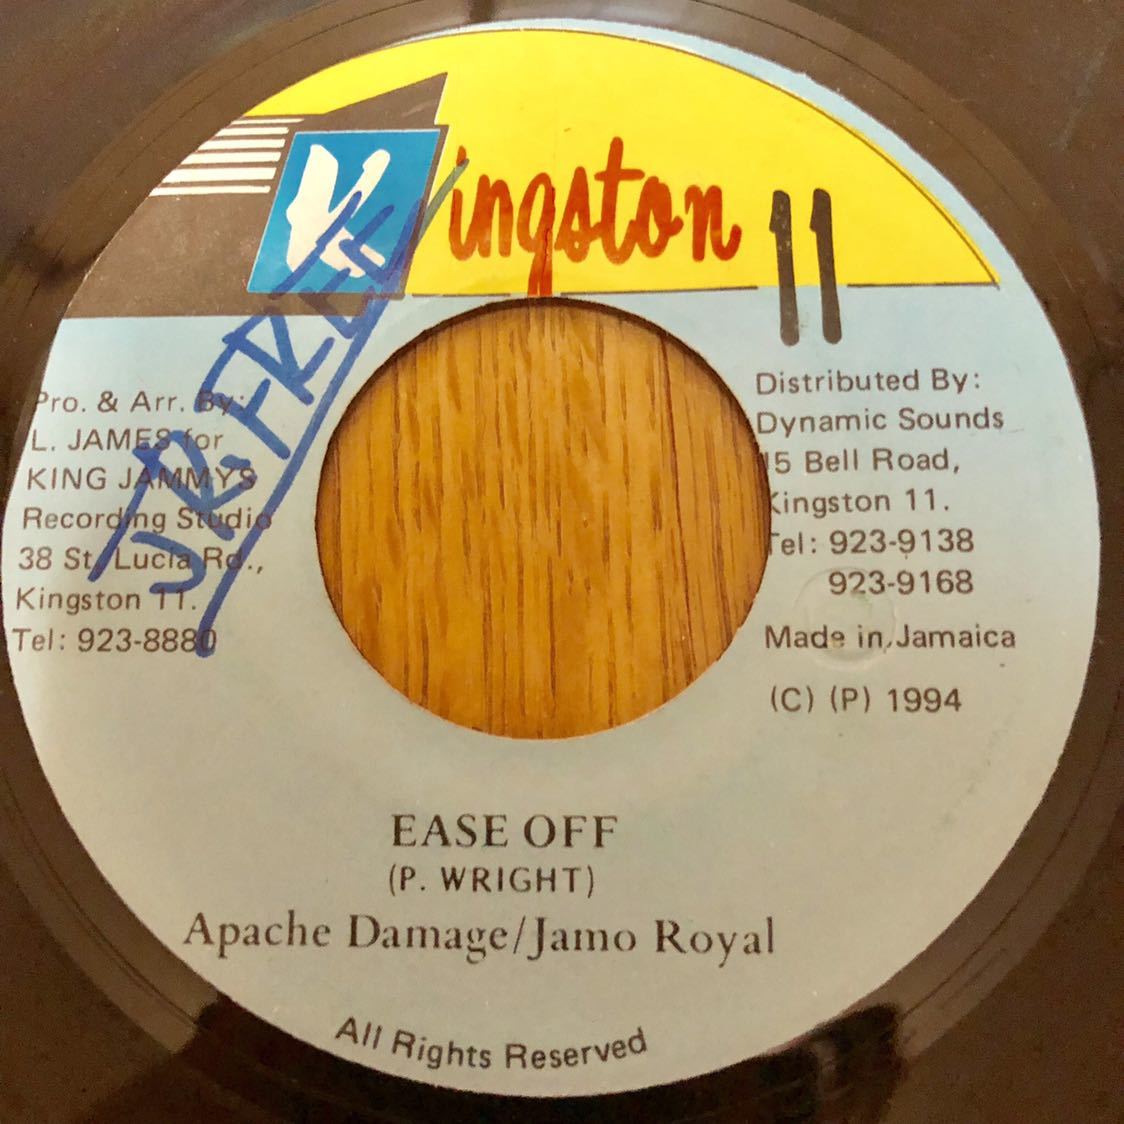 Kingston 11
Pro. & Arr. By:
L. JAMES for
KING JAMMYS
Recording Studio
38 St. Lucia Rd.,
Kingston 11.
Tel: 923-8880
Distributed By:
Dynamic Sounds
15 Bell Road,
Kingston 11.
Tel: 923-9138
923-9168
Made in Jamaica
(C) (P) 1994
EASE OFF
(P. WRIGHT)
Apache Damage/Jamo Royal
All Rights Reserved